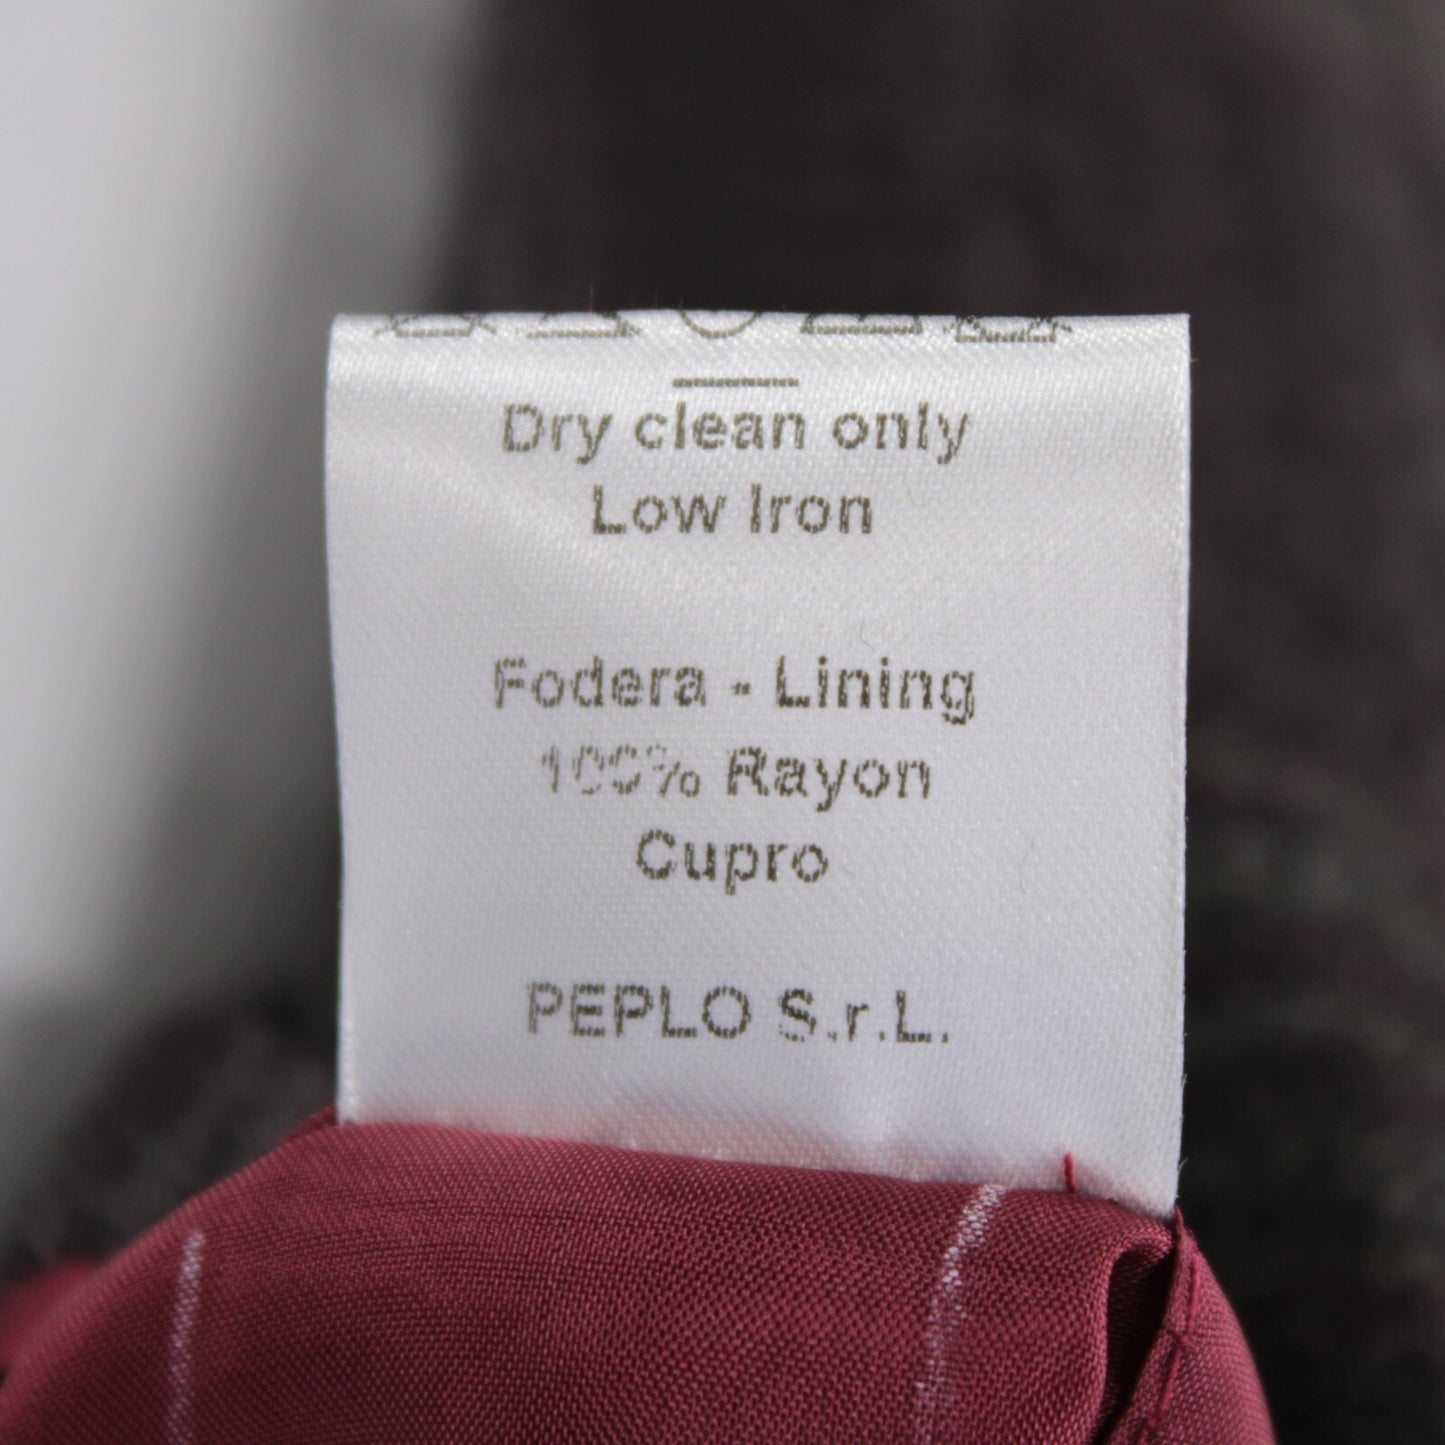 Dry clean only
Low Iron
Fodera - Lining
100% Rayon
Cupro
PEPLO S.r.L.